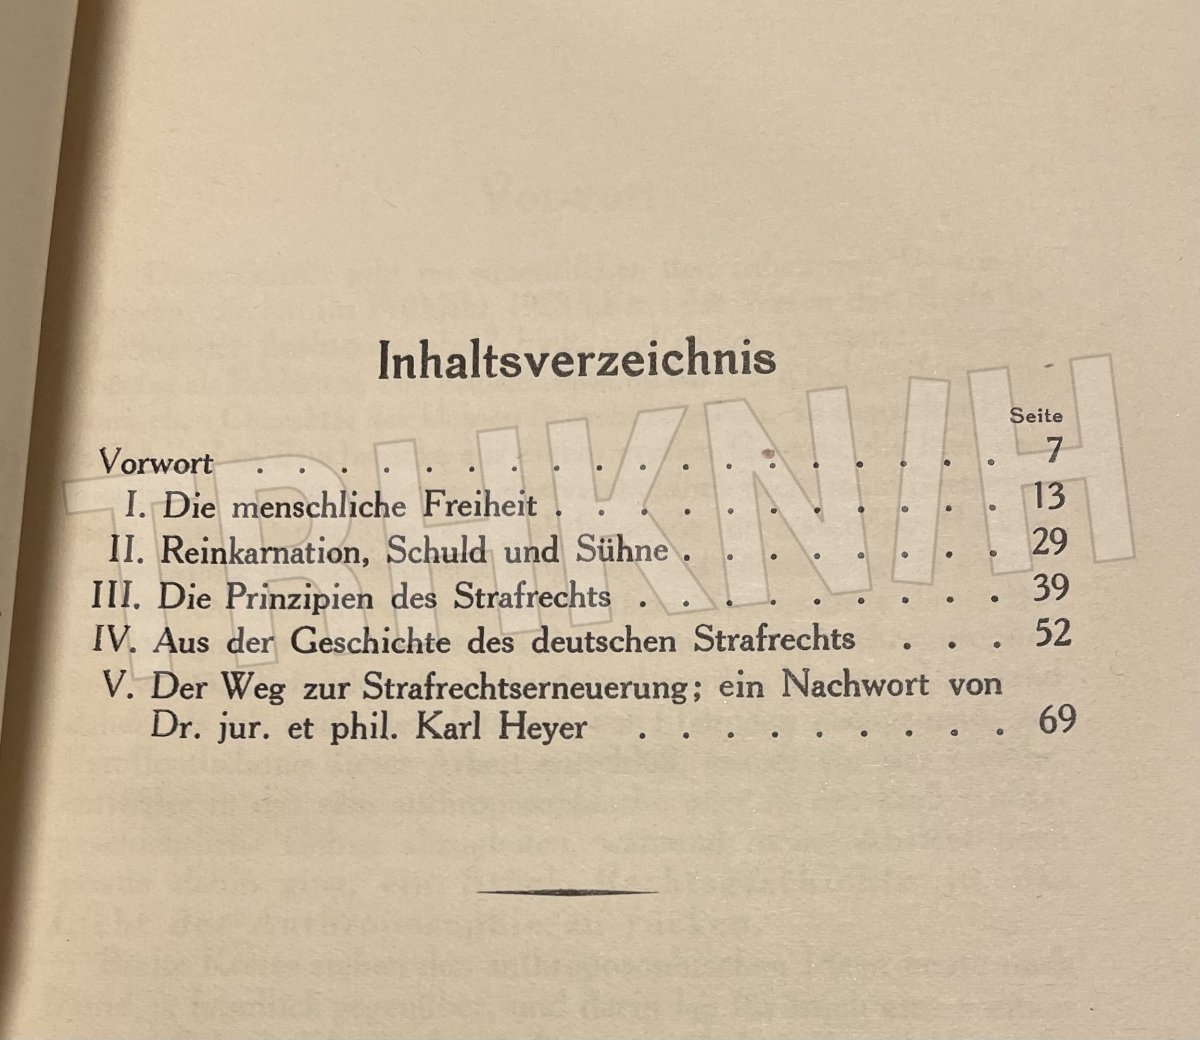 Inhaltsverzeichnis
Seite
Vorwort . . . . . . . . . . . . . . . . . . 7
I. Die menschliche Freiheit . . . . . . . . . . . 13
II. Reinkarnation, Schuld und Sühne . . . . . . . . 29
III. Die Prinzipien des Strafrechts . . . . . . . . . 39
IV. Aus der Geschichte des deutschen Strafrechts . . . 52
V. Der Weg zur Strafrechtserneuerung; ein Nachwort von
Dr. jur. et phil. Karl Heyer . . . . . . . . . 69
TRHKN/H